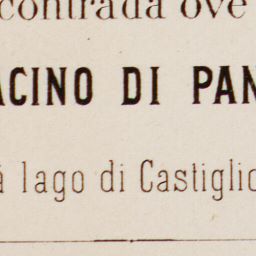 contrada ove
ACINO DI PAN
à lago di Castiglio